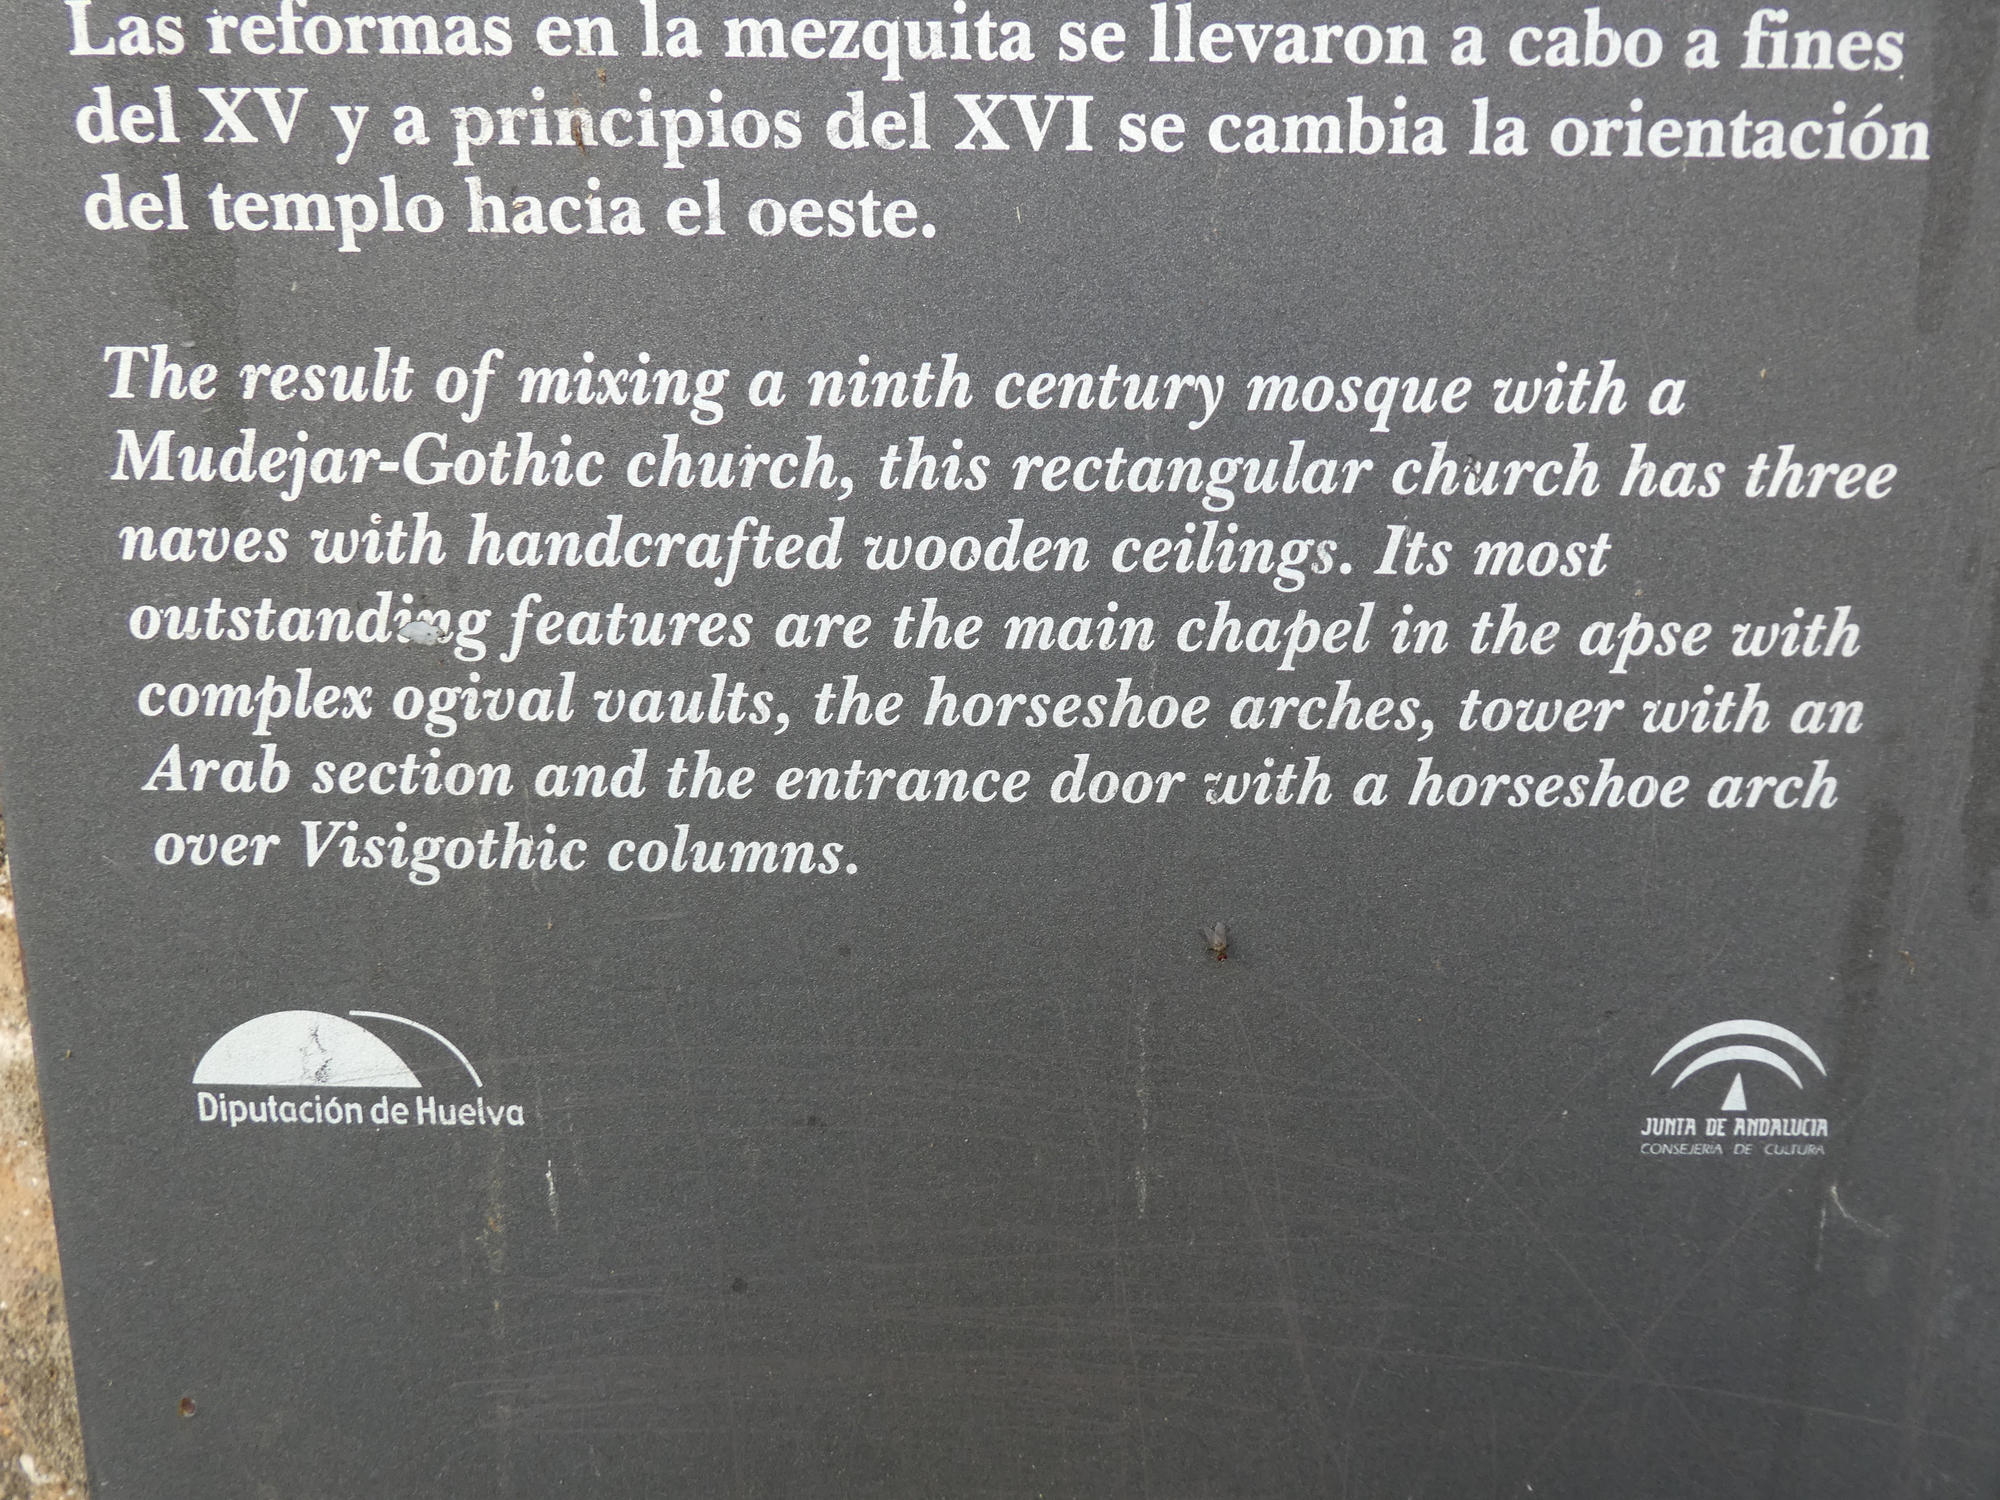 Las reformas en la mezquita se llevaron a cabo a fines
del XV y a principios del XVI se cambia la orientación
del templo hacia el oeste.
The result of mixing a ninth century mosque with a
Mudejar-Gothic church, this rectangular church has three
naves with handcrafted wooden ceilings. Its most
outstanding features are the main chapel in the apse with
complex ogival vaults, the horseshoe arches, tower with an
Arab section and the entrance door with a horseshoe arch
over Visigothic columns.
Diputación de Huelva
JUNTA DE ANDALUCIA
CONSEJERIA DE CULTURA